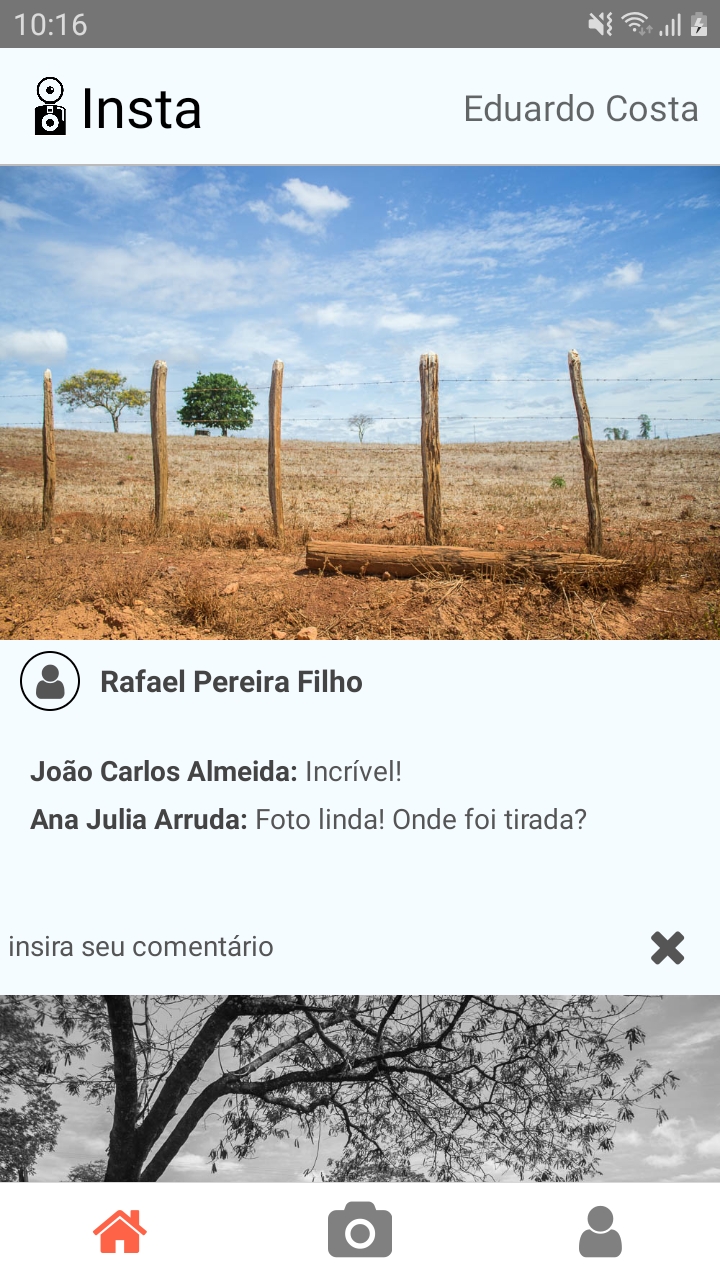 10:16
Insta
Eduardo Costa
Rafael Pereira Filho
João Carlos Almeida: Incrível!
Ana Julia Arruda: Foto linda! Onde foi tirada?
insira seu comentário